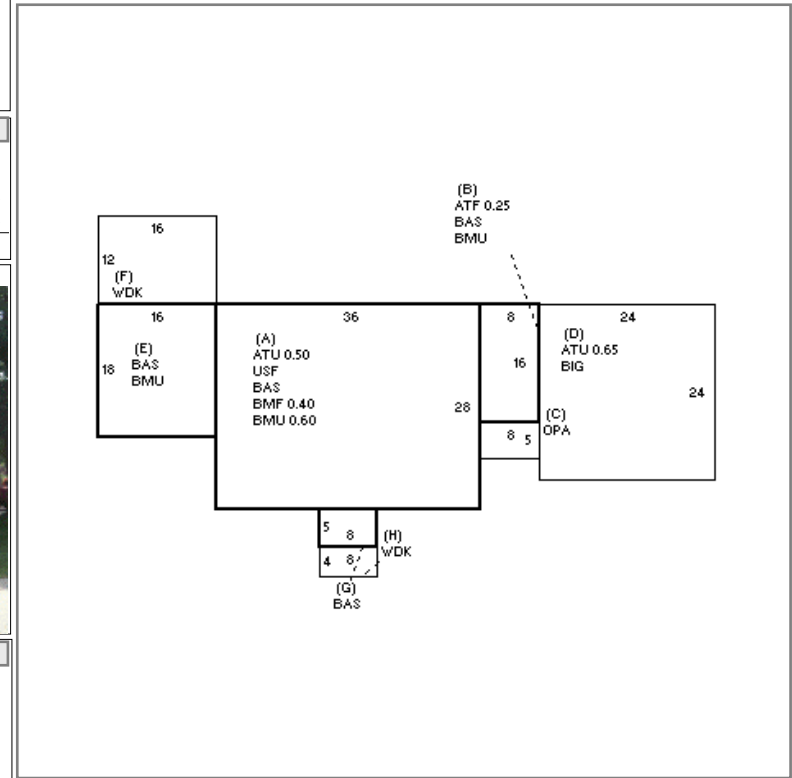 (B)
ATF 0.25
BAS
BMU
16
12
(F)
WDK
16
18
(E)
BAS
BMU
36
(A)
ATU 0.50
USF
BAS
BMF 0.40
BMU 0.60
28
8
16
24
(D)
ATU 0.65
BIG
24
(C)
OPA
8 5
5
8
(H)
WDK
4 8
(G)
BAS